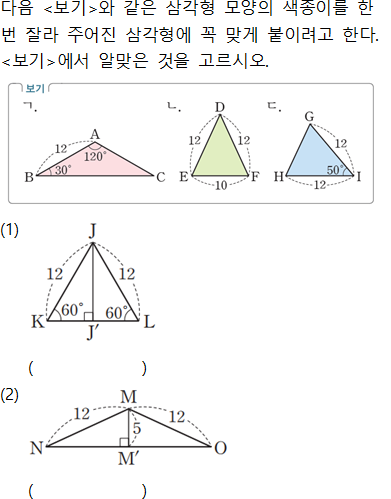 다음 <보기>와 같은 삼각형 모양의 색종이를 한
번 잘라 주어진 삼각형에 꼭 맞게 붙이려고 한다.
<보기>에서 알맞은 것을 고르시오.
보기
ㄱ. ㄴ. ㄷ.
D
G
A
12 120° 12 12 12
B 30° C E F H 50° I
10 12
(1)
J
12 12
K 60° 60° L
J′
( )
(2)
M
12 12
5
N M′ O
( )